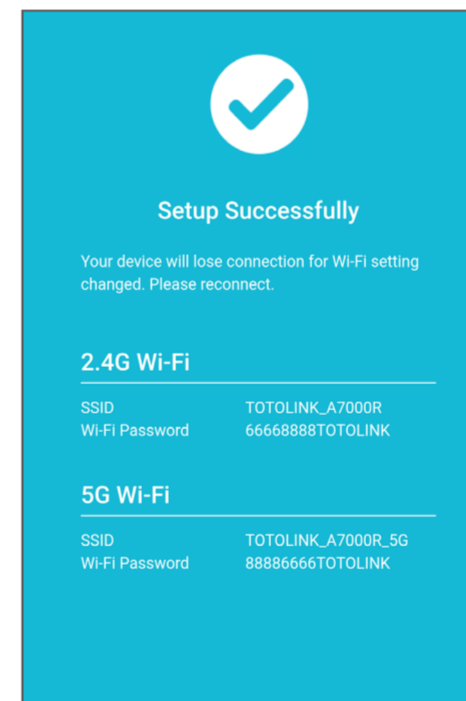 Setup Successfully
Your device will lose connection for Wi-Fi setting
changed. Please reconnect.
2.4G Wi-Fi
SSID TOTOLINK_A7000R
Wi-Fi Password 66668888TOTOLINK
5G Wi-Fi
SSID TOTOLINK_A7000R_5G
Wi-Fi Password 88886666TOTOLINK